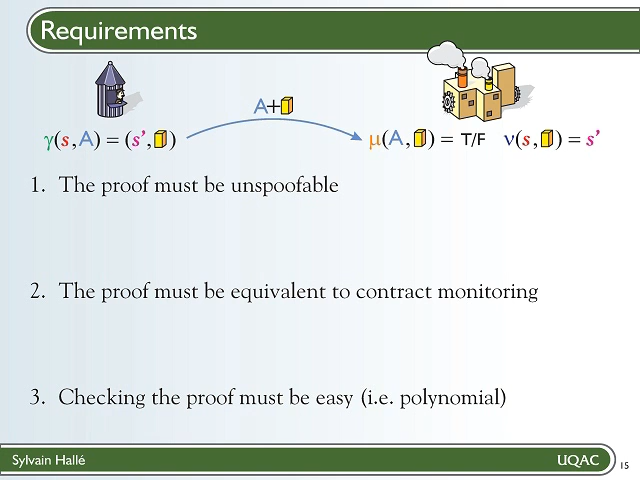 Requirements
A+
γ(s,A) = (s’, )
μ(A, ) = T/F ν(s, ) = s’
1. The proof must be unspoofable
2. The proof must be equivalent to contract monitoring
3. Checking the proof must be easy (i.e. polynomial)
Sylvain Hallé UQAC 15